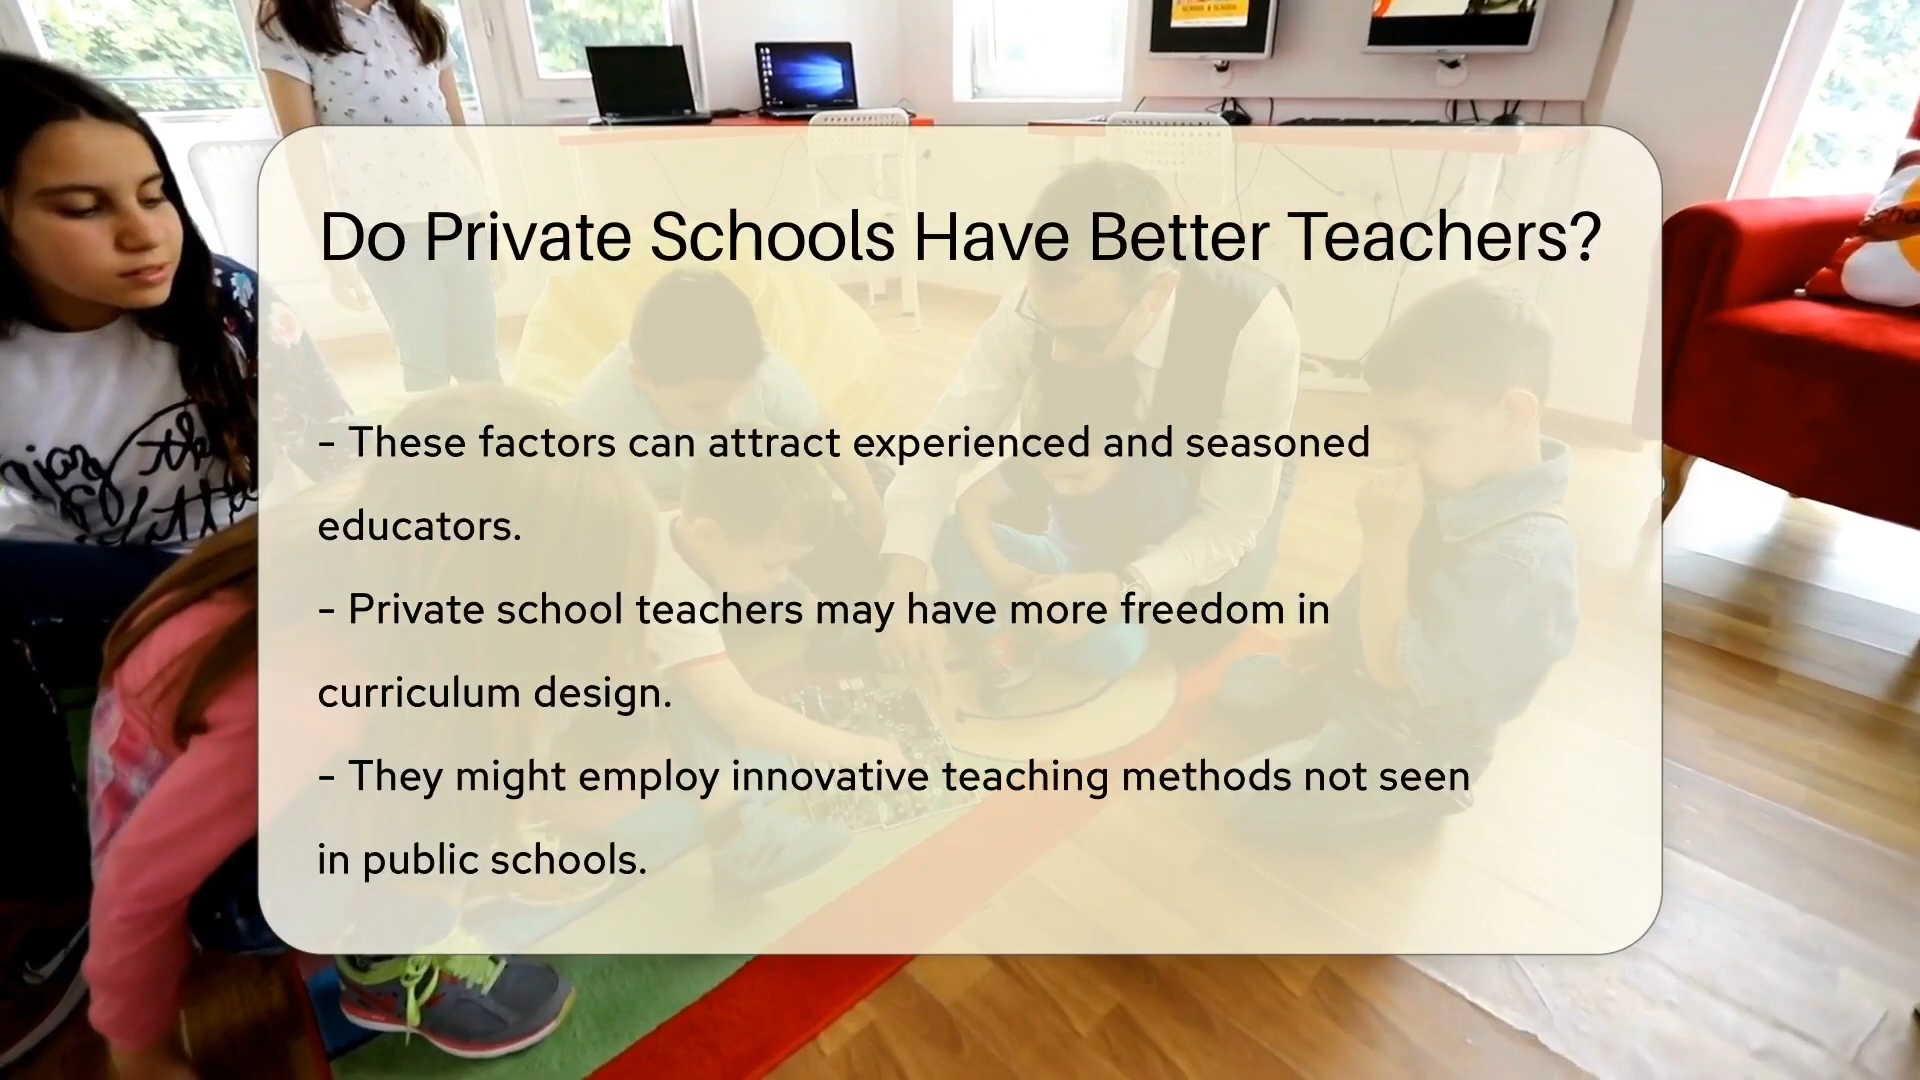 Do Private Schools Have Better Teachers?
- These factors can attract experienced and seasoned
educators.
- Private school teachers may have more freedom in
curriculum design.
- They might employ innovative teaching methods not seen
in public schools.